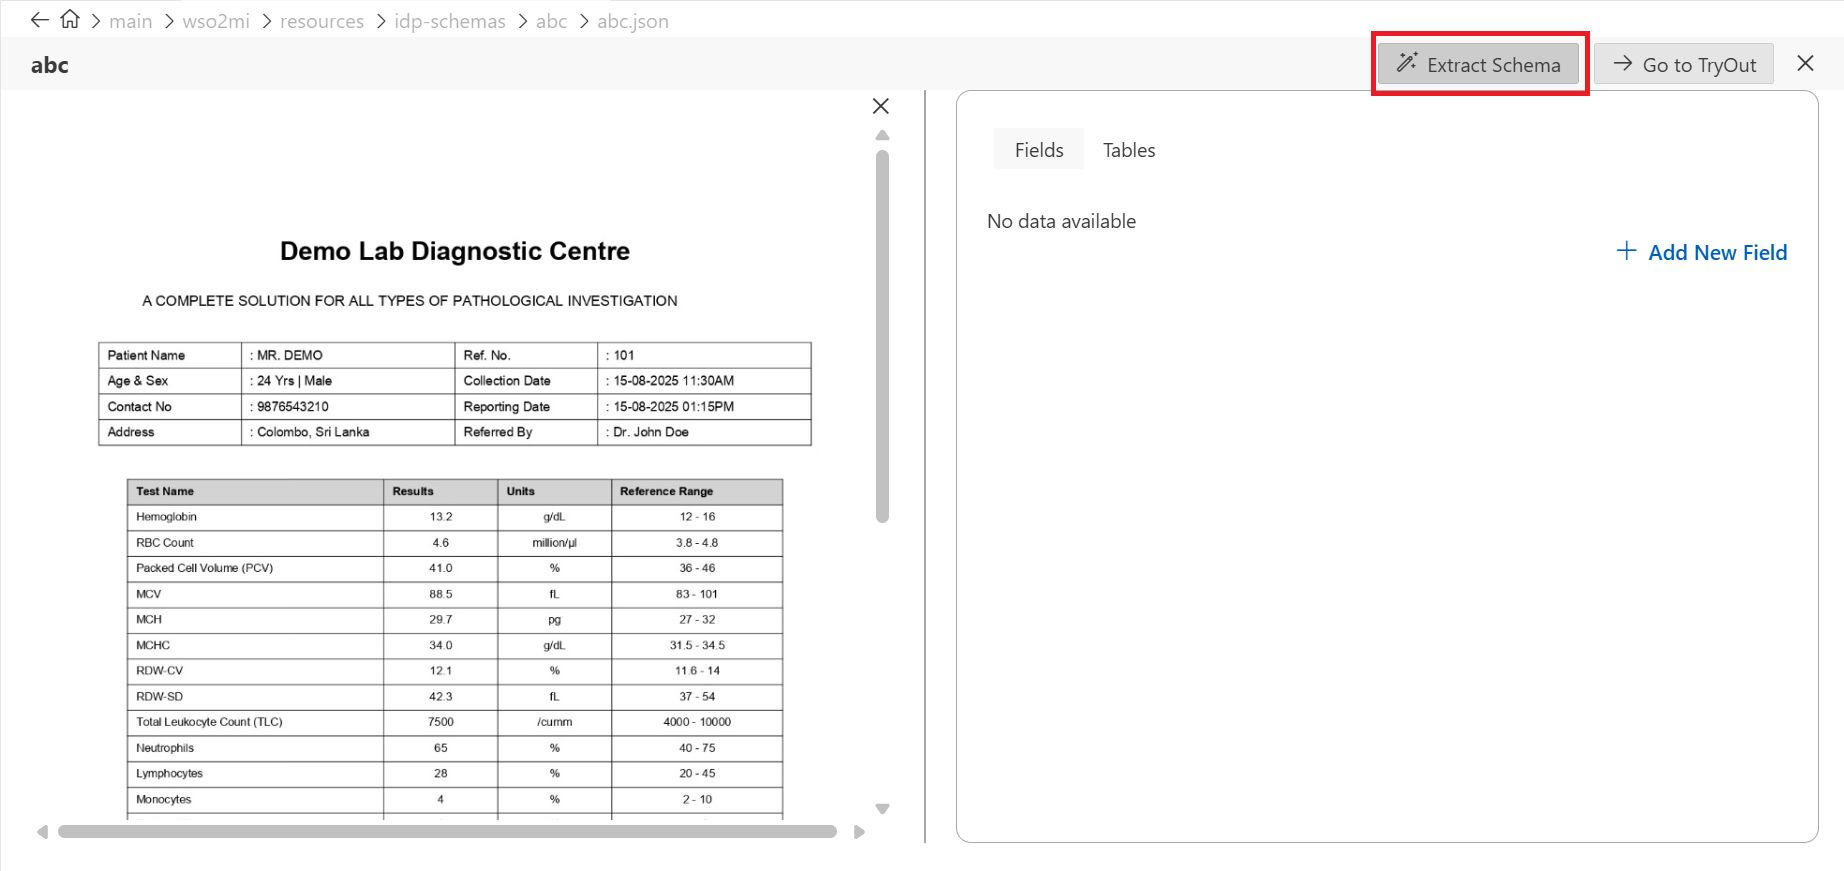 main wso2mi resources idp-schemas abc abc.json
abc
Extract Schema
Go to TryOut
Demo Lab Diagnostic Centre
A COMPLETE SOLUTION FOR ALL TYPES OF PATHOLOGICAL INVESTIGATION
Patient Name : MR. DEMO Ref. No. : 101
Age & Sex : 24 Yrs | Male Collection Date : 15-08-2025 11:30AM
Contact No : 9876543210 Reporting Date : 15-08-2025 01:15PM
Address : Colombo, Sri Lanka Referred By : Dr. John Doe
Test Name Results Units Reference Range
Hemoglobin 13.2 g/dL 12 - 16
RBC Count 4.6 million/µl 3.8 - 4.8
Packed Cell Volume (PCV) 41.0 % 36 - 46
MCV 88.5 fL 83 - 101
MCH 29.7 pg 27 - 32
MCHC 34.0 g/dL 31.5 - 34.5
RDW-CV 12.1 % 11.6 - 14
RDW-SD 42.3 fL 37 - 54
Total Leukocyte Count (TLC) 7500 /cumm 4000 - 10000
Neutrophils 65 % 40 - 75
Lymphocytes 28 % 20 - 45
Monocytes 4 % 2 - 10
Fields Tables
No data available
Add New Field